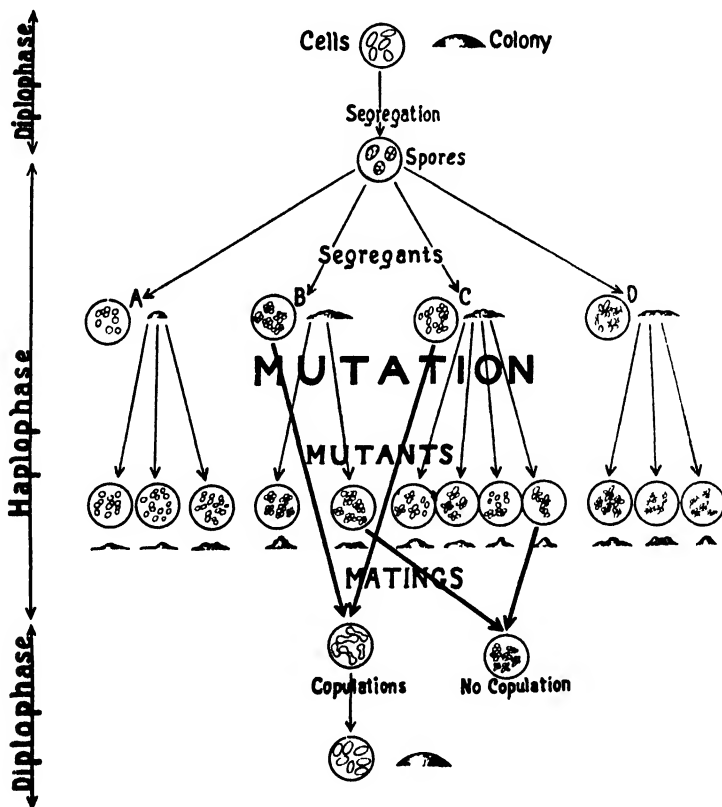 Diplophase
Cells
Colony
Segregation
Spores
Segregants
A
B
C
D
MUTATION
Haplophase
MUTANTS
MATINGS
Diplophase
Copulations
No Copulation